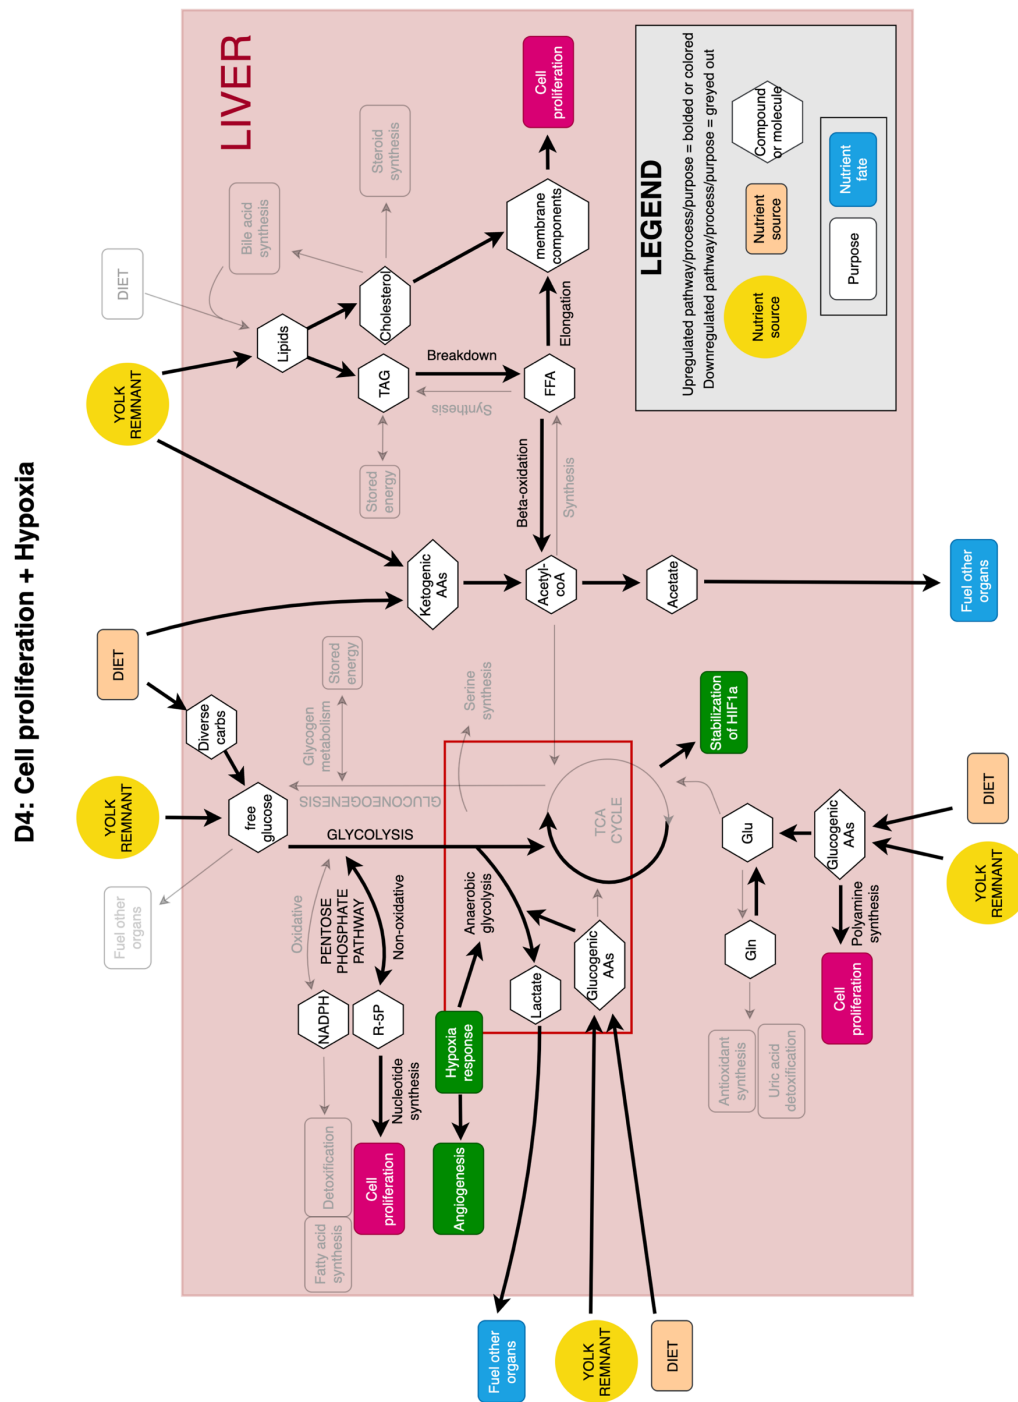 D4: Cell proliferation + Hypoxia
LIVER
YOLK
REMNANT
DIET
YOLK
REMNANT
DIET
Fuel other
organs
free
glucose
Diverse
carbs
Lipids
Bile acid
synthesis
Steroid
synthesis
Cholesterol
TAG
Stored
energy
Breakdown
Synthesis
FFA
Elongation
membrane
components
Cell
proliferation
Beta-oxidation
Synthesis
Ketogenic
AAs
Acetyl-
coA
Acetate
Fuel other
organs
Glycogen
metabolism
Stored
energy
GLUCONEOGENESIS
GLYCOLYSIS
Serine
synthesis
Oxidative
PENTOSE
PHOSPHATE
PATHWAY
Non-oxidative
NADPH
R-5P
Detoxification
Fatty acid
synthesis
Nucleotide
synthesis
Cell
proliferation
Anaerobic
glycolysis
Hypoxia
response
Angiogenesis
Lactate
Glucogenic
AAs
TCA
CYCLE
Stabilization
of HIF1a
Fuel other
organs
YOLK
REMNANT
DIET
Glu
Gln
Antioxidant
synthesis
Uric acid
detoxification
Glucogenic
AAs
Polyamine
synthesis
Cell
proliferation
YOLK
REMNANT
DIET
LEGEND
Upregulated pathway/process/purpose = bolded or colored
Downregulated pathway/process/purpose = greyed out
Nutrient
source
Nutrient
source
Compound
or molecule
Purpose
Nutrient
fate